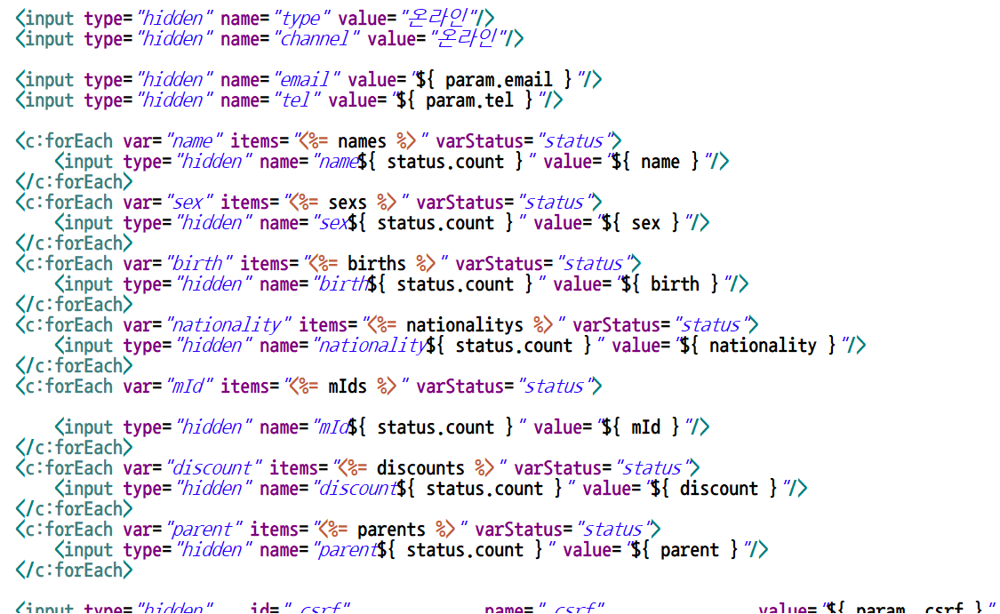 <input type="hidden" name="type" value="온라인"/>
<input type="hidden" name="channel" value="온라인"/>
<input type="hidden" name="email" value="${ param.email }"/>
<input type="hidden" name="tel" value="${ param.tel }"/>
<c:forEach var="name" items="<%= names %>" varStatus="status">
<input type="hidden" name="name${ status.count }" value="${ name }"/>
</c:forEach>
<c:forEach var="sex" items="<%= sexs %>" varStatus="status">
<input type="hidden" name="sex${ status.count }" value="${ sex }"/>
</c:forEach>
<c:forEach var="birth" items="<%= births %>" varStatus="status">
<input type="hidden" name="birth${ status.count }" value="${ birth }"/>
</c:forEach>
<c:forEach var="nationality" items="<%= nationalitys %>" varStatus="status">
<input type="hidden" name="nationality${ status.count }" value="${ nationality }"/>
</c:forEach>
<c:forEach var="mId" items="<%= mIds %>" varStatus="status">
<input type="hidden" name="mId${ status.count }" value="${ mId }"/>
</c:forEach>
<c:forEach var="discount" items="<%= discounts %>" varStatus="status">
<input type="hidden" name="discount${ status.count }" value="${ discount }"/>
</c:forEach>
<c:forEach var="parent" items="<%= parents %>" varStatus="status">
<input type="hidden" name="parent${ status.count }" value="${ parent }"/>
</c:forEach>
<input type="hidden" id="_csrf" name="_csrf" value="${ param._csrf }"